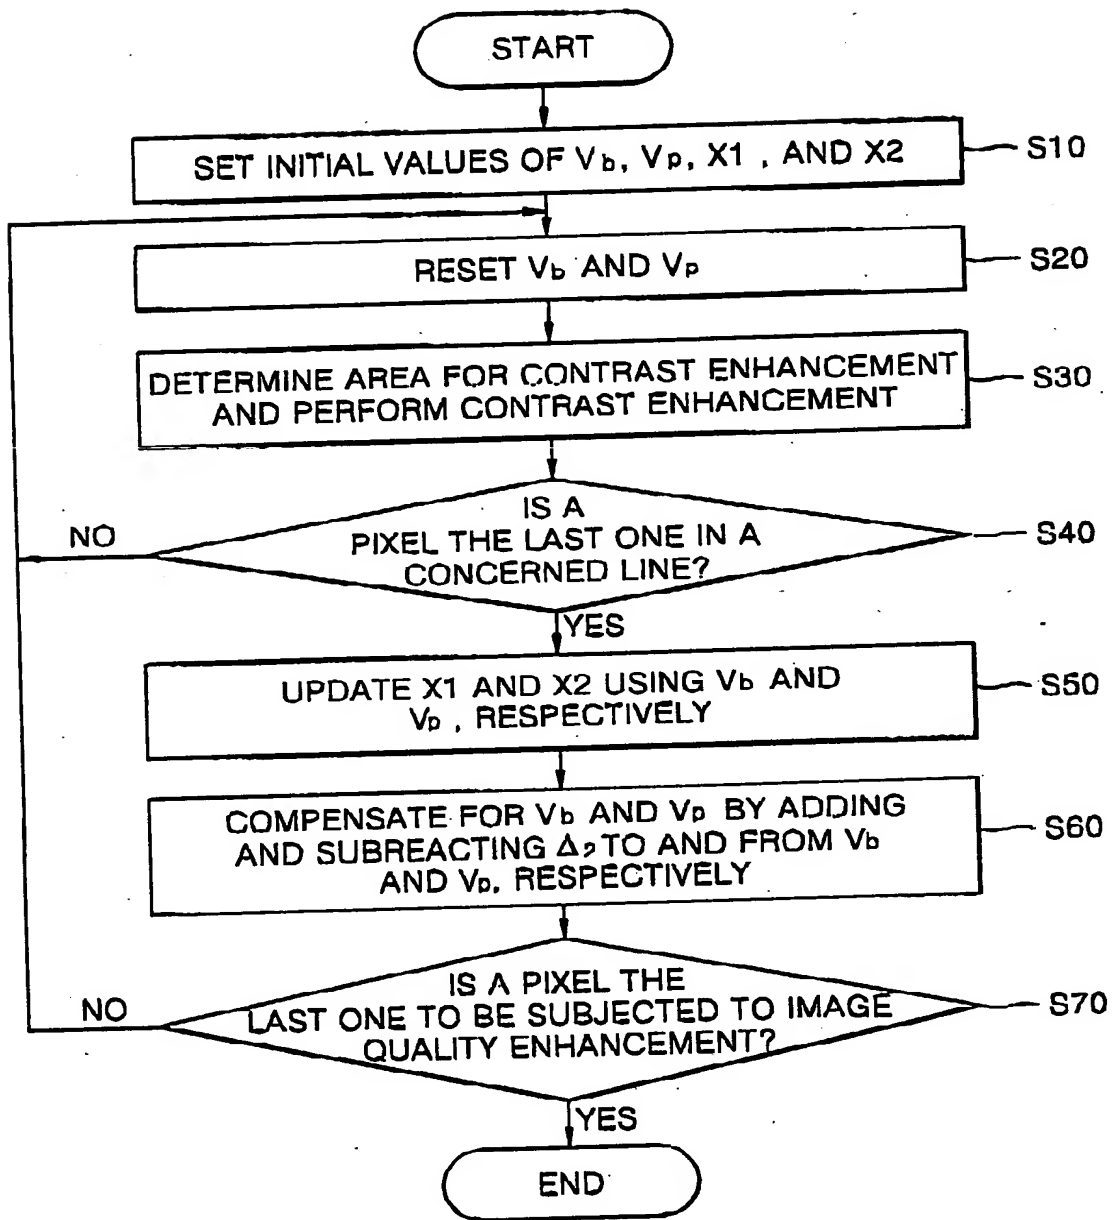 START
SET INITIAL VALUES OF Vb, Vp, X1 , AND X2
S10
RESET Vb AND Vp
S20
DETERMINE AREA FOR CONTRAST ENHANCEMENT
AND PERFORM CONTRAST ENHANCEMENT
S30
IS A
PIXEL THE LAST ONE IN A
CONCERNED LINE?
S40
NO
YES
UPDATE X1 AND X2 USING Vb AND
Vp , RESPECTIVELY
S50
COMPENSATE FOR Vb AND Vp BY ADDING
AND SUBREACTING TO AND FROM Vb
AND Vp, RESPECTIVELY
S60
IS A PIXEL THE
LAST ONE TO BE SUBJECTED TO IMAGE
QUALITY ENHANCEMENT?
S70
NO
YES
END